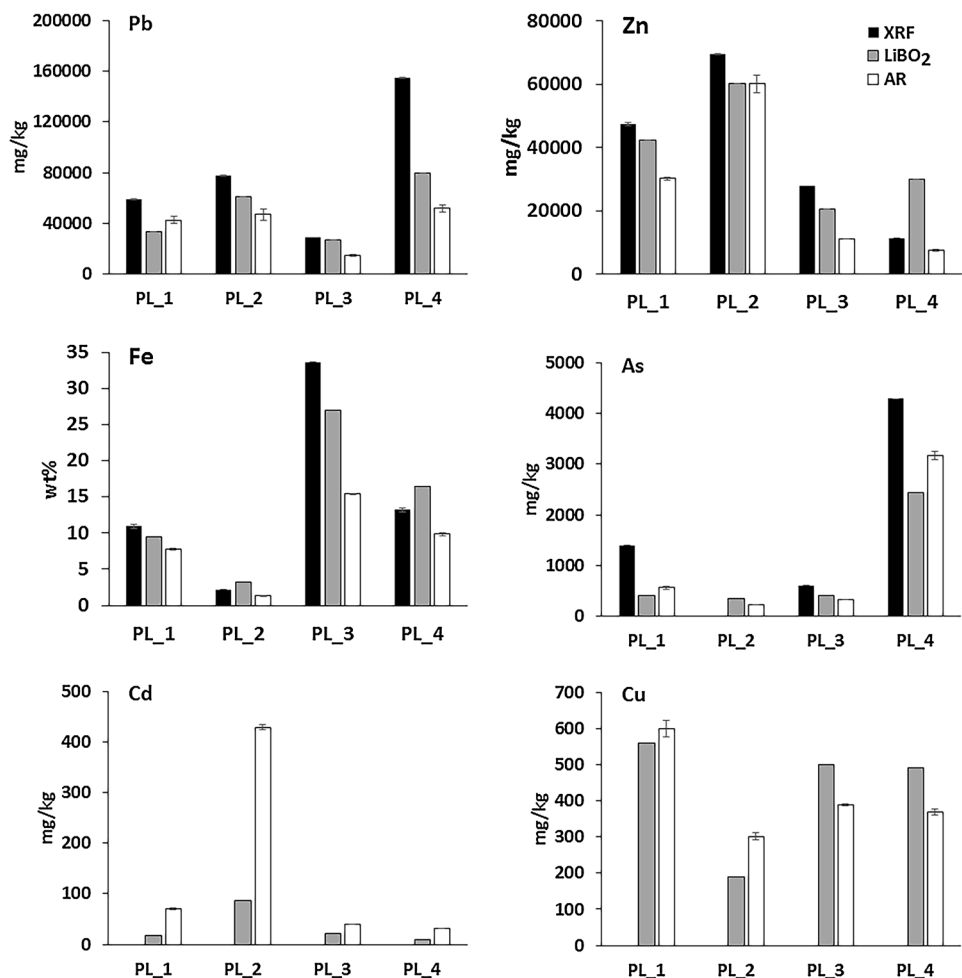 Pb
200000
160000
120000
80000
40000
0
mg/kg
PL_1 PL_2 PL_3 PL_4
Zn
80000
60000
40000
20000
0
mg/kg
PL_1 PL_2 PL_3 PL_4
XRF
LiBO2
AR
Fe
35
30
25
20
15
10
5
0
wt%
PL_1 PL_2 PL_3 PL_4
As
5000
4000
3000
2000
1000
0
mg/kg
PL_1 PL_2 PL_3 PL_4
Cd
500
400
300
200
100
0
mg/kg
PL_1 PL_2 PL_3 PL_4
Cu
700
600
500
400
300
200
100
0
mg/kg
PL_1 PL_2 PL_3 PL_4